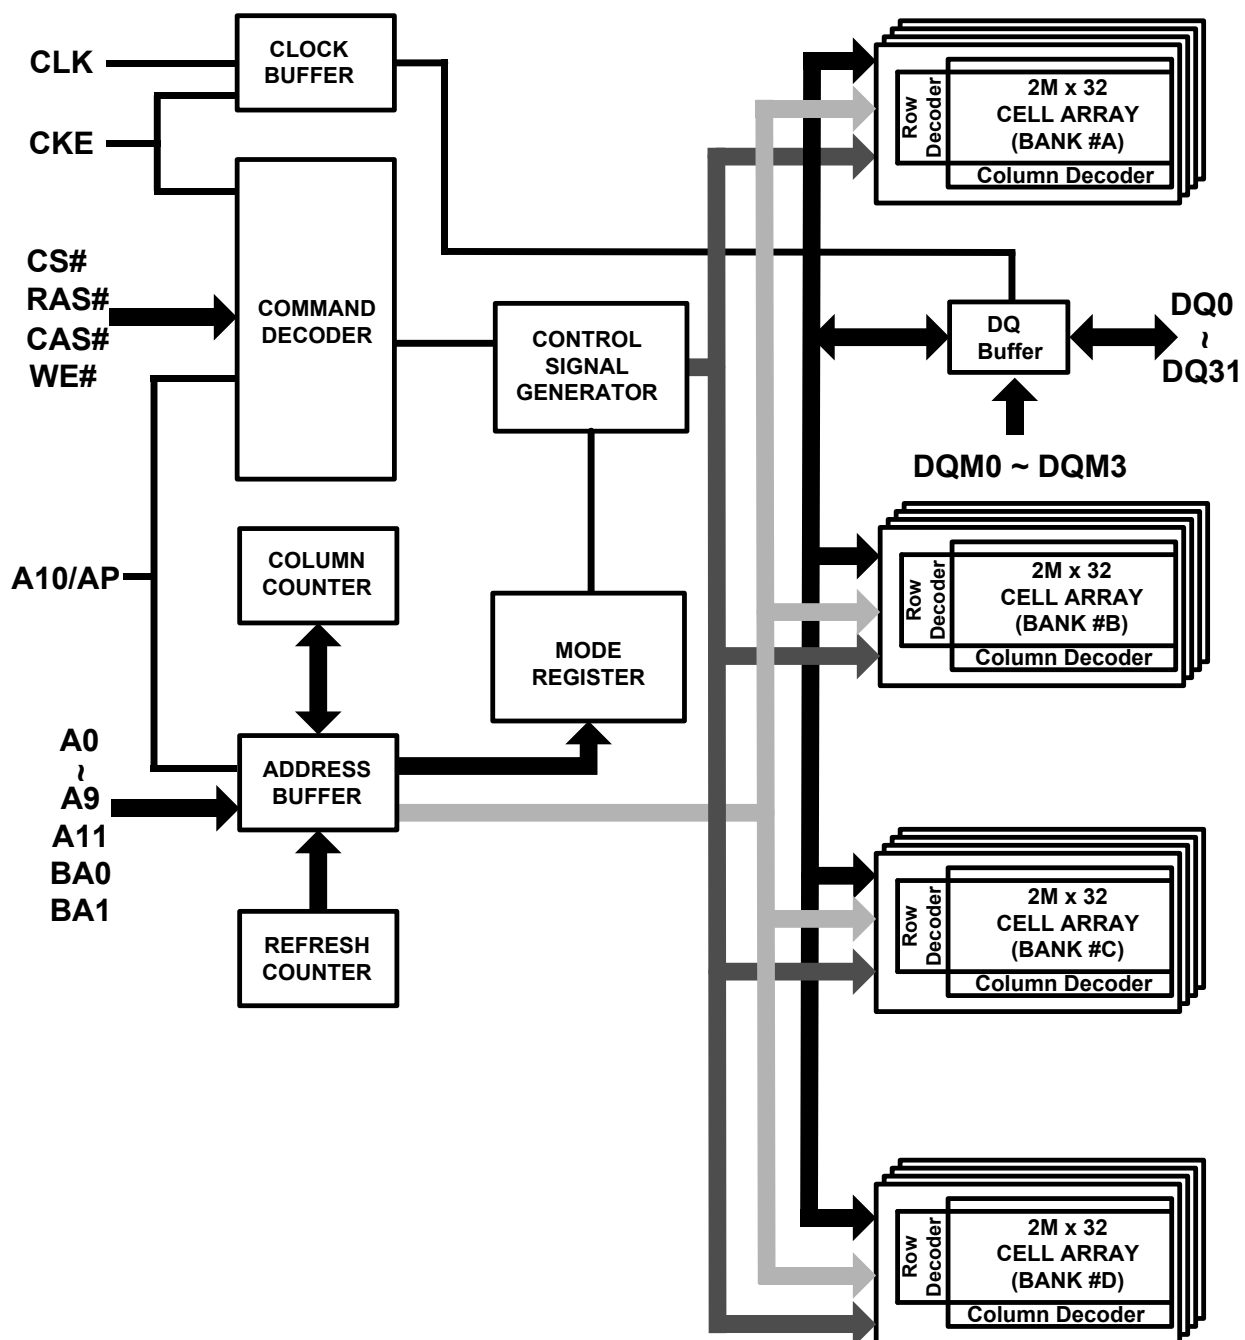 CLK
CKE
CLOCK
BUFFER
CS#
RAS#
CAS#
WE#
COMMAND
DECODER
CONTROL
SIGNAL
GENERATOR
A10/AP
COLUMN
COUNTER
MODE
REGISTER
A0
~
A9
A11
BA0
BA1
ADDRESS
BUFFER
REFRESH
COUNTER
Row
Decoder
2M x 32
CELL ARRAY
(BANK #A)
Column Decoder
DQ
Buffer
DQ0
~
DQ31
DQM0 ~ DQM3
Row
Decoder
2M x 32
CELL ARRAY
(BANK #B)
Column Decoder
Row
Decoder
2M x 32
CELL ARRAY
(BANK #C)
Column Decoder
Row
Decoder
2M x 32
CELL ARRAY
(BANK #D)
Column Decoder